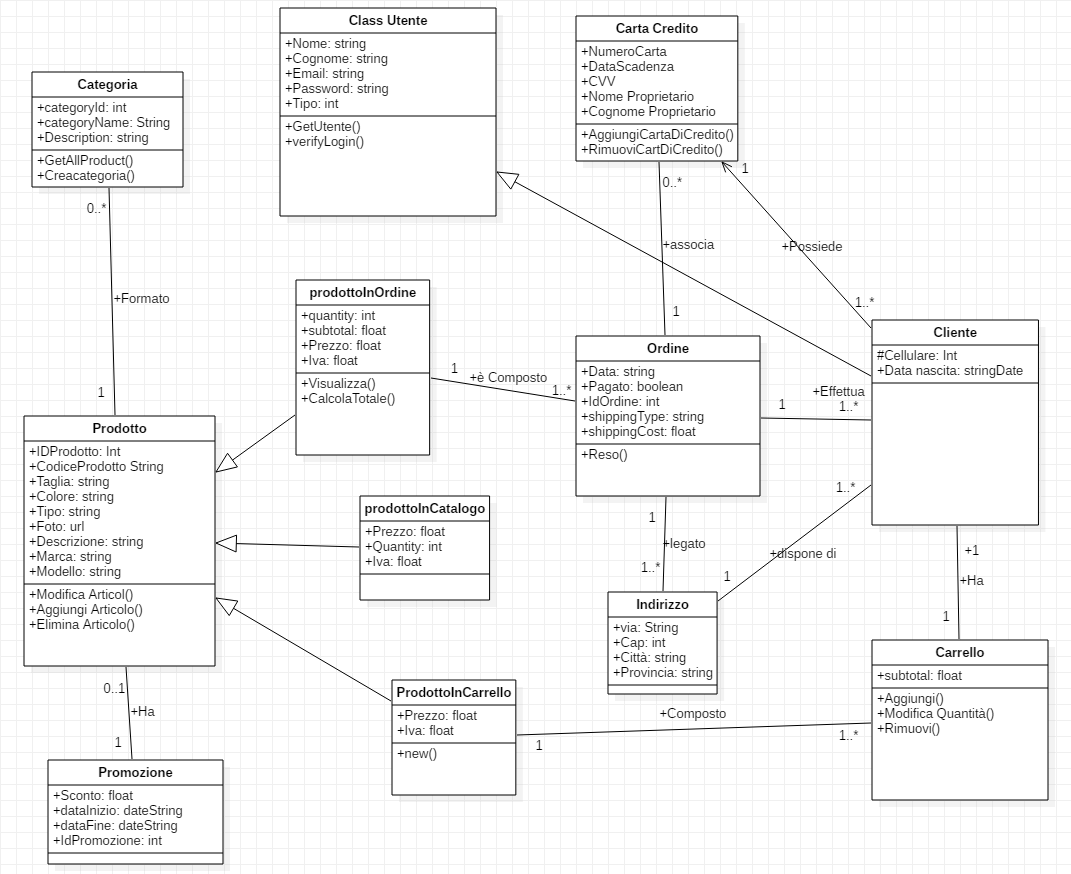 Class Utente
+Nome: string
+Cognome: string
+Email: string
+Password: string
+Tipo: int
+GetUtente()
+verifyLogin()
Carta Credito
+NumeroCarta
+DataScadenza
+CVV
+Nome Proprietario
+Cognome Proprietario
+AggiungiCartaDiCredito()
+RimuoviCartDiCredito()
Categoria
+categoryId: int
+categoryName: String
+Description: string
+GetAllProduct()
+Creacategoria()
0..*
+Formato
1
0..*
+associa
1
1
+Possiede
1..*
prodottoInOrdine
+quantity: int
+subtotal: float
+Prezzo: float
+Iva: float
+Visualizza()
+CalcolaTotale()
1
+è Composto
1..*
Ordine
+Data: string
+Pagato: boolean
+IdOrdine: int
+shippingType: string
+shippingCost: float
+Reso()
1
+Effettua
1..*
Cliente
#Cellulare: Int
+Data nascita: stringDate
Prodotto
+IDProdotto: Int
+CodiceProdotto String
+Taglia: string
+Colore: string
+Tipo: string
+Foto: url
+Descrizione: string
+Marca: string
+Modello: string
+Modifica Articol()
+Aggiungi Articolo()
+Elimina Articolo()
prodottoInCatalogo
+Prezzo: float
+Quantity: int
+Iva: float
1
+legato
1..*
1..*
+dispone di
1
+1
+Ha
1
Indirizzo
+via: String
+Cap: int
+Città: string
+Provincia: string
Carrello
+subtotal: float
+Aggiungi()
+Modifica Quantità()
+Rimuovi()
ProdottoInCarrello
+Prezzo: float
+Iva: float
+new()
1
+Composto
1..*
0..1
+Ha
1
Promozione
+Sconto: float
+dataInizio: dateString
+dataFine: dateString
+IdPromozione: int